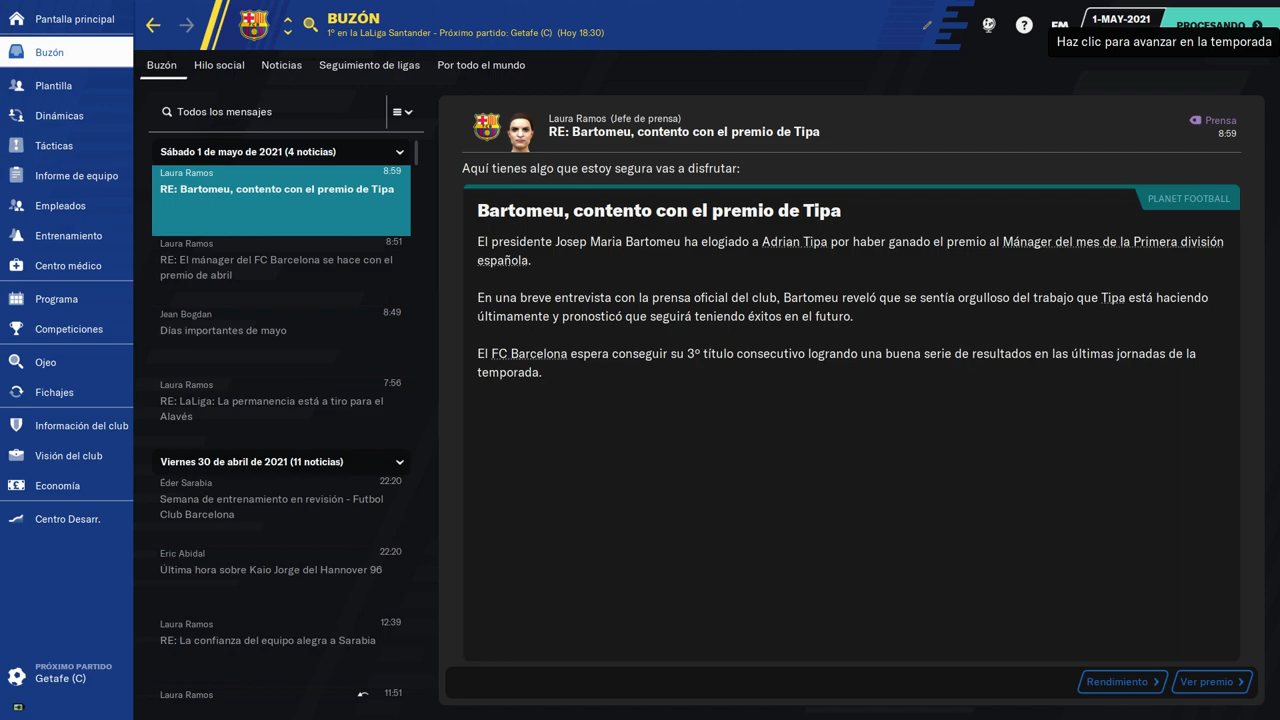 Pantalla principal
Buzón
Plantilla
Dinámicas
Tácticas
Informe de equipo
Empleados
Entrenamiento
Centro médico
Programa
Competiciones
Ojeo
Fichajes
Información del club
Visión del club
Economía
Centro Desarr.
PRÓXIMO PARTIDO
Getafe (C)
BUZÓN
1º en la LaLiga Santander - Próximo partido: Getafe (C) (Hoy 18:30)
FM
1-MAY-2021
PROCESANDO
Haz clic para avanzar en la temporada
Buzón Hilo social Noticias Seguimiento de ligas Por todo el mundo
Todos los mensajes
Sábado 1 de mayo de 2021 (4 noticias)
Laura Ramos 8:59
RE: Bartomeu, contento con el premio de Tipa
Laura Ramos 8:51
RE: El mánager del FC Barcelona se hace con el
premio de abril
Jean Bogdan 8:49
Días importantes de mayo
Laura Ramos 7:56
RE: LaLiga: La permanencia está a tiro para el
Alavés
Viernes 30 de abril de 2021 (11 noticias)
Éder Sarabia 22:20
Semana de entrenamiento en revisión - Futbol
Club Barcelona
Eric Abidal 22:20
Última hora sobre Kaio Jorge del Hannover 96
Laura Ramos 12:39
RE: La confianza del equipo alegra a Sarabia
Laura Ramos 11:51
Laura Ramos (Jefe de prensa)
RE: Bartomeu, contento con el premio de Tipa
Prensa
8:59
Aquí tienes algo que estoy segura vas a disfrutar:
PLANET FOOTBALL
Bartomeu, contento con el premio de Tipa
El presidente Josep Maria Bartomeu ha elogiado a Adrian Tipa por haber ganado el premio al Mánager del mes de la Primera división
española.
En una breve entrevista con la prensa oficial del club, Bartomeu reveló que se sentía orgulloso del trabajo que Tipa está haciendo
últimamente y pronosticó que seguirá teniendo éxitos en el futuro.
El FC Barcelona espera conseguir su 3º título consecutivo logrando una buena serie de resultados en las últimas jornadas de la
temporada.
Rendimiento Ver premio